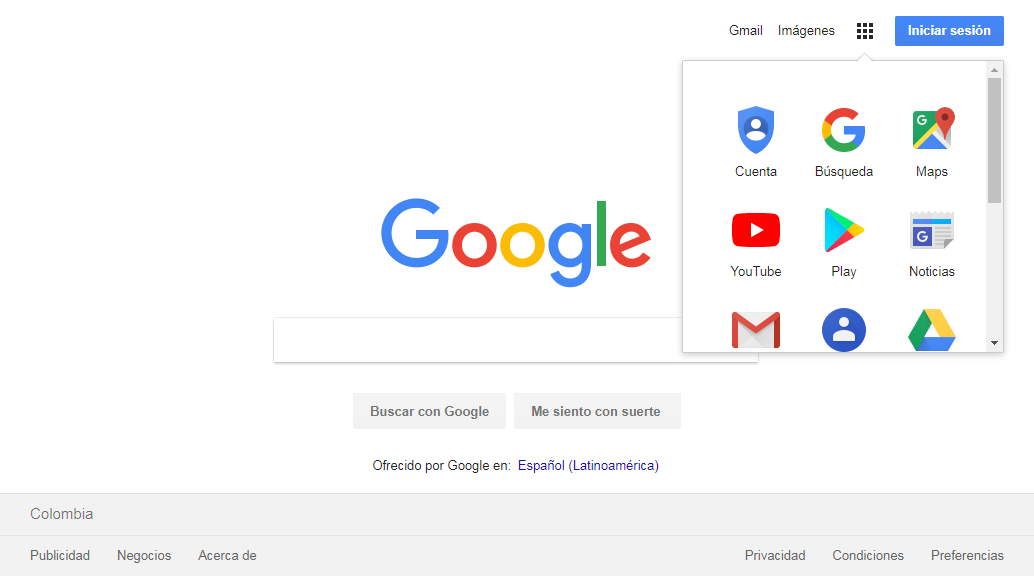 Gmail Imágenes Iniciar sesión
Cuenta Búsqueda Maps
YouTube Play Noticias
Google
Buscar con Google Me siento con suerte
Ofrecido por Google en: Español (Latinoamérica)
Colombia
Publicidad Negocios Acerca de Privacidad Condiciones Preferencias